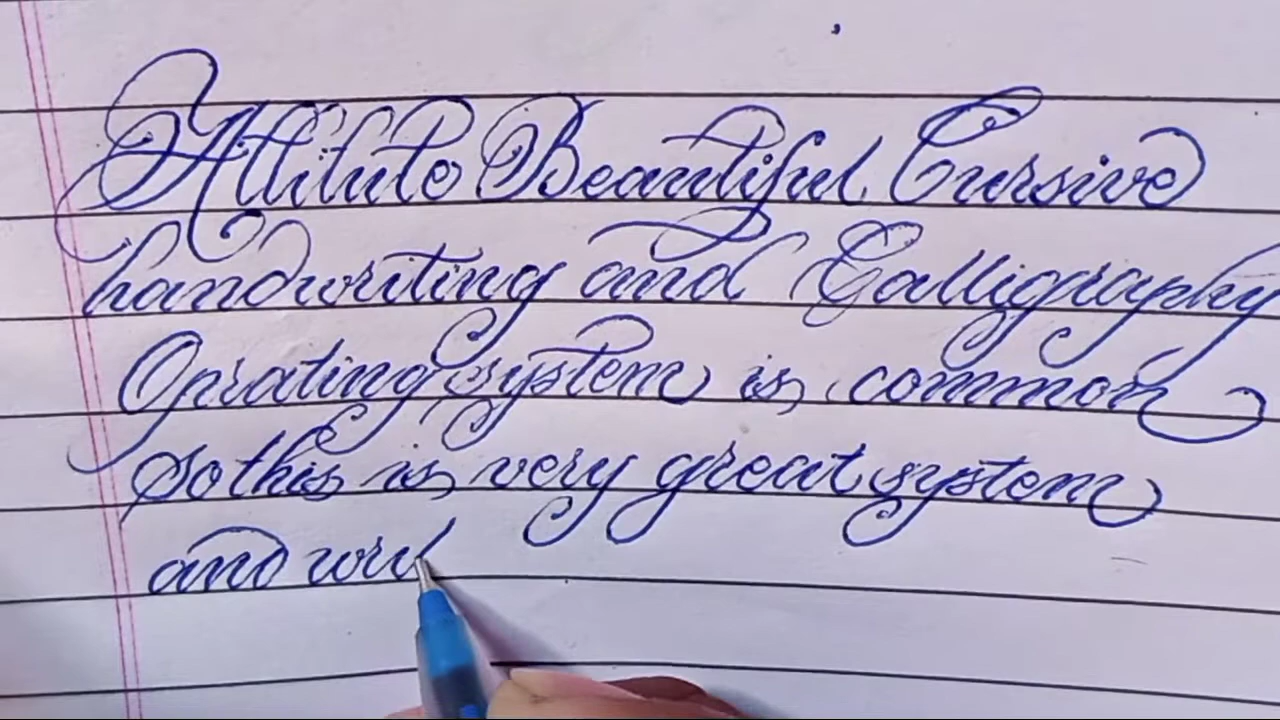 Attitute Beautiful Cursive
handwriting and Calligraphy
Oprating system is common
So this is very great system
and wri